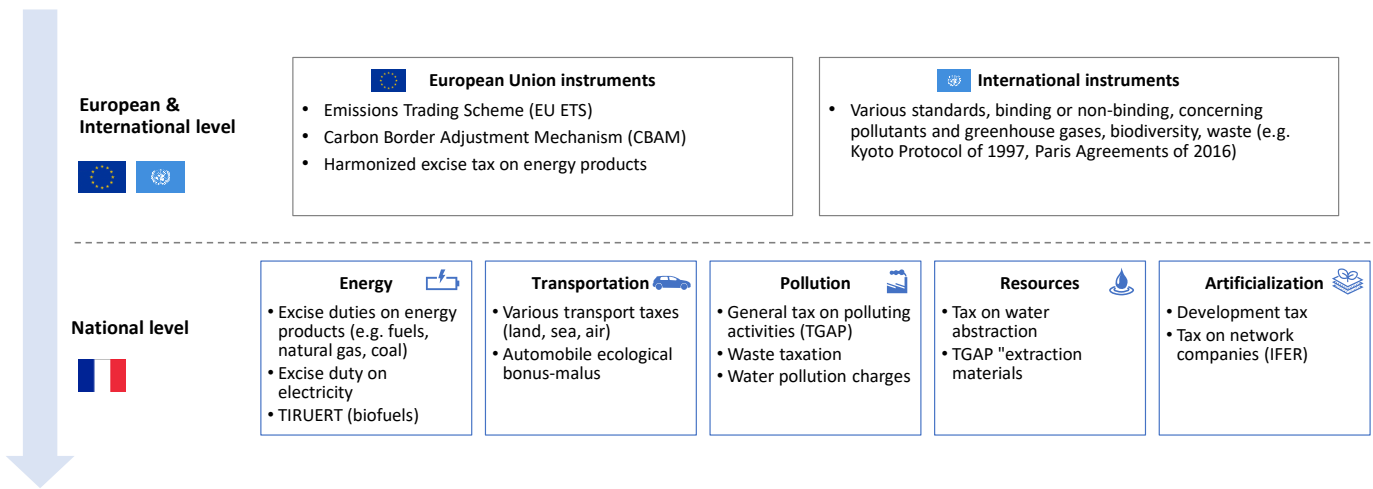 European &
International level
European Union instruments
• Emissions Trading Scheme (EU ETS)
• Carbon Border Adjustment Mechanism (CBAM)
• Harmonized excise tax on energy products
International instruments
• Various standards, binding or non-binding, concerning
pollutants and greenhouse gases, biodiversity, waste (e.g.
Kyoto Protocol of 1997, Paris Agreements of 2016)
National level
Energy
• Excise duties on energy
products (e.g. fuels,
natural gas, coal)
• Excise duty on
electricity
• TIRUERT (biofuels)
Transportation
• Various transport taxes
(land, sea, air)
• Automobile ecological
bonus-malus
Pollution
• General tax on polluting
activities (TGAP)
• Waste taxation
• Water pollution charges
Resources
• Tax on water
abstraction
• TGAP "extraction
materials
Artificialization
• Development tax
• Tax on network
companies (IFER)